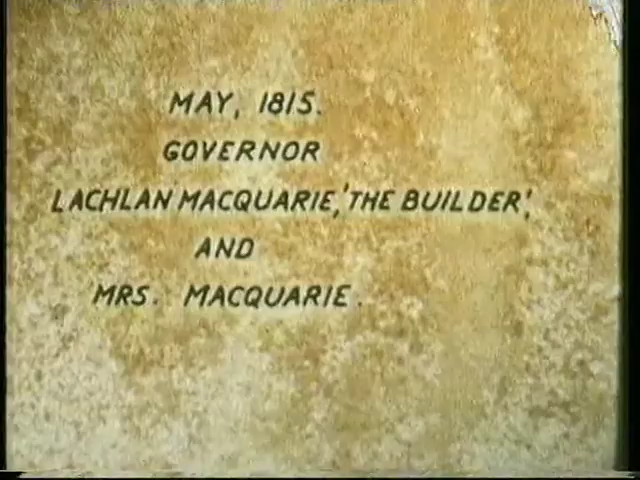 MAY, 1815.
GOVERNOR
LACHLAN MACQUARIE,'THE BUILDER',
AND
MRS. MACQUARIE.